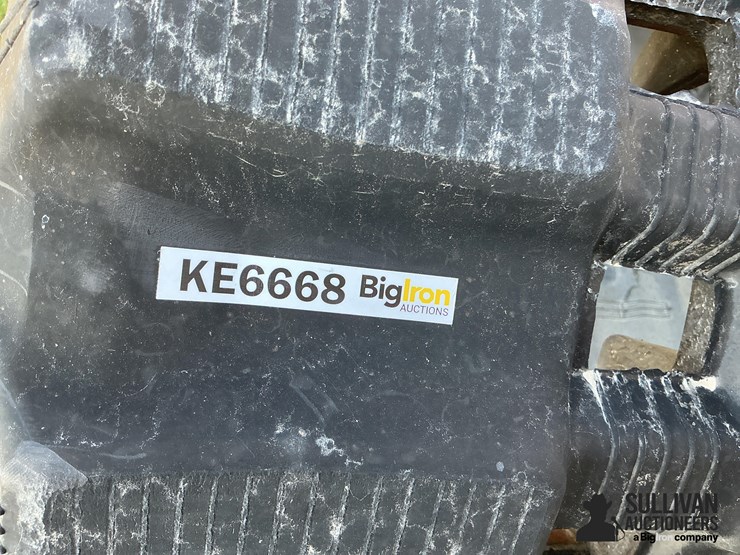 KE6668 BigIron
AUCTIONS
SULLIVAN
AUCTIONEERS
a BigIron company